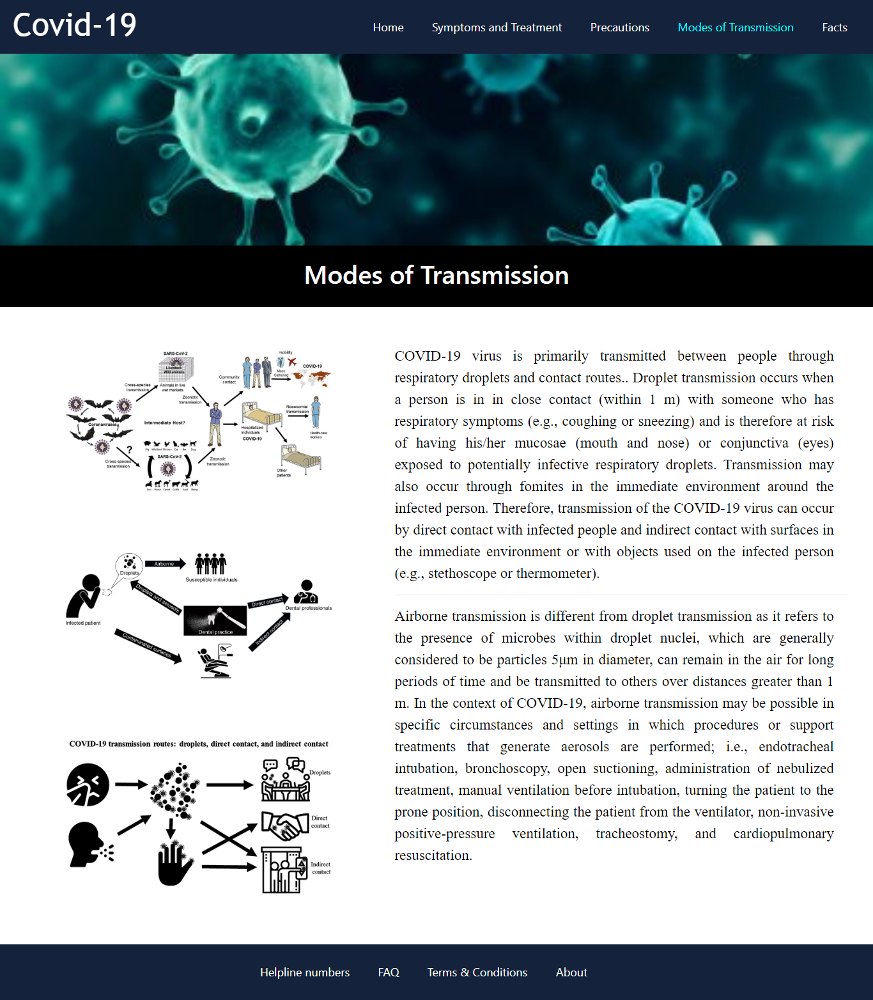 Covid-19
Home
Symptoms and Treatment
Precautions
Modes of Transmission
Facts
Modes of Transmission
SARS-CoV-2
Livestock
Wild animals
Cross-species
transmission
Animals in live
wet markets
Zoonotic
transmission
Coronaviruses
Intermediate Host?
?
Cross-species
transmission
Pig Wild bird Chicken Cat Bat Dog
SARS-CoV-2
Horse Camel Cattle Goat Sheep
Zoonotic
transmission
Community
contact
mobility
Mass
Gathering
COVID-19
Hospitalized
individuals
COVID-19
Nosocomial
transmission
Health-care
workers
Other
patients
Droplets
Airborne
Susceptible individuals
Infected patient
Droplets and aerosols
Dental practice
Direct contact
Dental professionals
Indirect contact
Contaminated surfaces
COVID-19 transmission routes: droplets, direct contact, and indirect contact
Droplets
Direct
contact
Indirect
contact
COVID-19 virus is primarily transmitted between people through
respiratory droplets and contact routes.. Droplet transmission occurs when
a person is in in close contact (within 1 m) with someone who has
respiratory symptoms (e.g., coughing or sneezing) and is therefore at risk
of having his/her mucosae (mouth and nose) or conjunctiva (eyes)
exposed to potentially infective respiratory droplets. Transmission may
also occur through fomites in the immediate environment around the
infected person. Therefore, transmission of the COVID-19 virus can occur
by direct contact with infected people and indirect contact with surfaces in
the immediate environment or with objects used on the infected person
(e.g., stethoscope or thermometer).
Airborne transmission is different from droplet transmission as it refers to
the presence of microbes within droplet nuclei, which are generally
considered to be particles 5μm in diameter, can remain in the air for long
periods of time and be transmitted to others over distances greater than 1
m. In the context of COVID-19, airborne transmission may be possible in
specific circumstances and settings in which procedures or support
treatments that generate aerosols are performed; i.e., endotracheal
intubation, bronchoscopy, open suctioning, administration of nebulized
treatment, manual ventilation before intubation, turning the patient to the
prone position, disconnecting the patient from the ventilator, non-invasive
positive-pressure ventilation, tracheostomy, and cardiopulmonary
resuscitation.
Helpline numbers
FAQ
Terms & Conditions
About